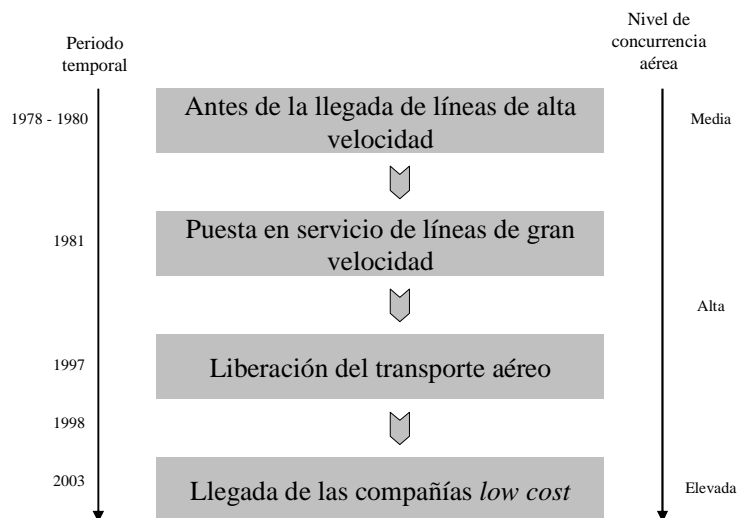 Periodo
temporal
Nivel de
concurrencia
aérea
1978 - 1980
Antes de la llegada de líneas de alta
velocidad
Media
1981
Puesta en servicio de líneas de gran
velocidad
Alta
1997
Liberación del transporte aéreo
1998
2003
Llegada de las compañías low cost
Elevada